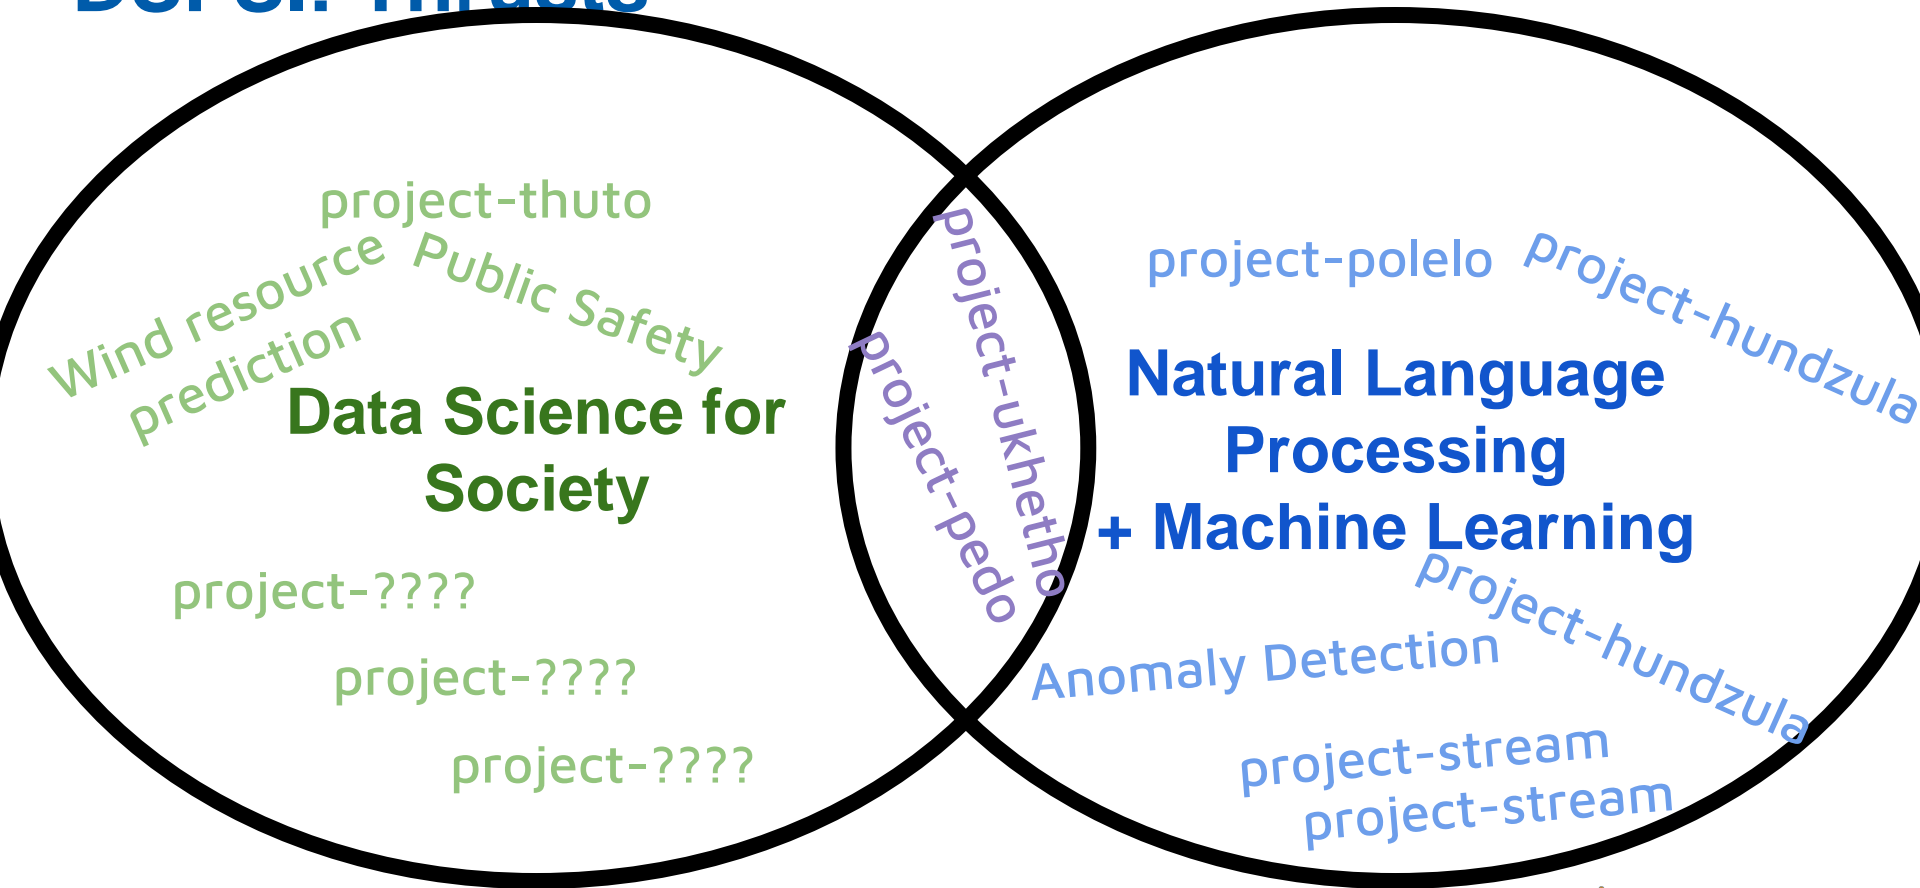 Thrusts
project-thuto
Wind resource
prediction
Public Safety
Data Science for
Society
project-????
project-????
project-????
project-ukhetho
project-pedo
project-polelo
project-hundzula
Natural Language
Processing
+ Machine Learning
project-hundzula
Anomaly Detection
project-stream
project-stream